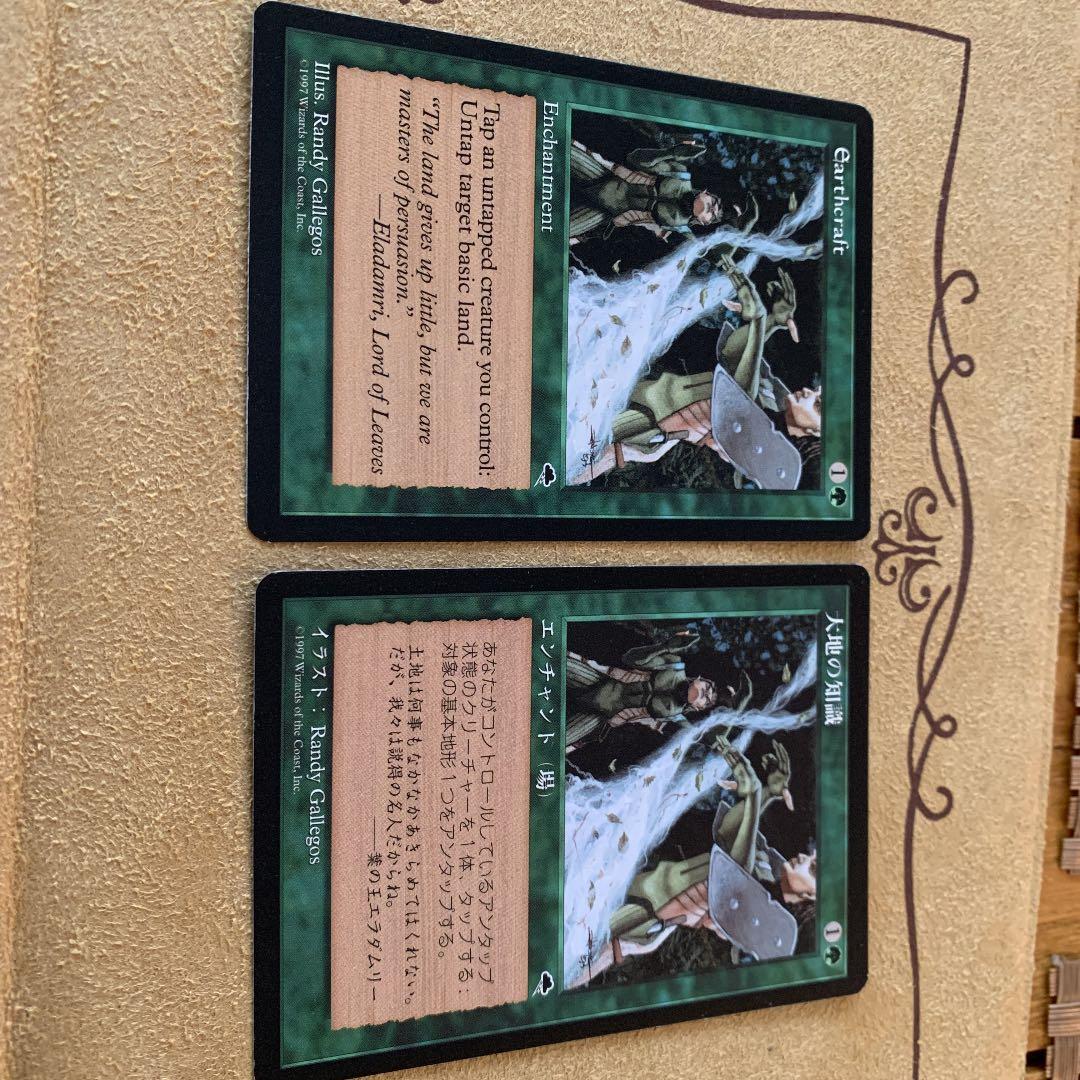 Earthcraft
1
Enchantment
Tap an untapped creature you control:
Untap target basic land.
“The land gives up little, but we are
masters of persuasion.”
—Eladamri, Lord of Leaves
Illus. Randy Gallegos
©1997 Wizards of the Coast, Inc.
大地の知識
1
エンチャント（場）
あなたがコントロールしているアンタップ
状態のクリーチャーを１体、タップする：
対象の基本地形１つをアンタップする。
土地は何事もなかなかあきらめてはくれない。
だが、我々は説得の名人だからね。
――葉の王エラダムリー
イラスト： Randy Gallegos
©1997 Wizards of the Coast, Inc.